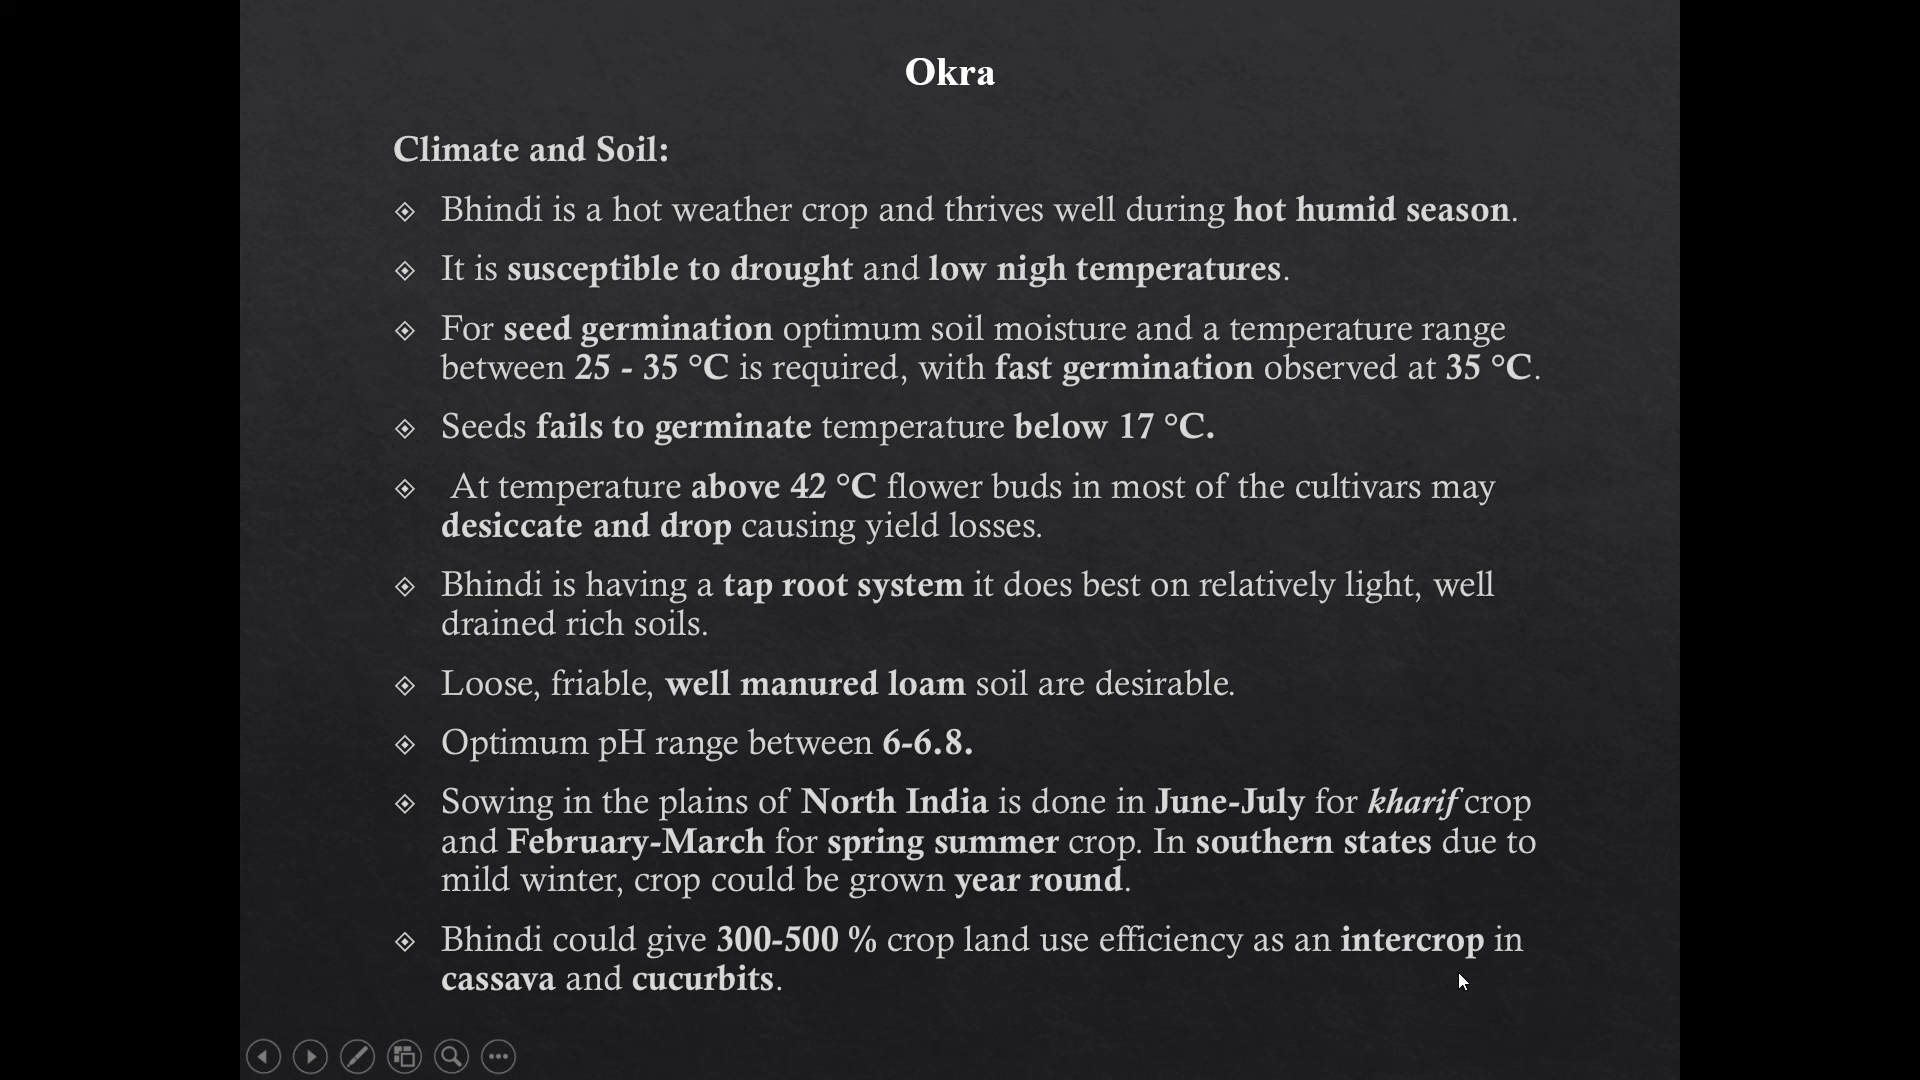 Okra
Climate and Soil:
Bhindi is a hot weather crop and thrives well during hot humid season.
It is susceptible to drought and low nigh temperatures.
For seed germination optimum soil moisture and a temperature range
between 25 - 35 °C is required, with fast germination observed at 35 °C.
Seeds fails to germinate temperature below 17 °C.
At temperature above 42 °C flower buds in most of the cultivars may
desiccate and drop causing yield losses.
Bhindi is having a tap root system it does best on relatively light, well
drained rich soils.
Loose, friable, well manured loam soil are desirable.
Optimum pH range between 6-6.8.
Sowing in the plains of North India is done in June-July for kharif crop
and February-March for spring summer crop. In southern states due to
mild winter, crop could be grown year round.
Bhindi could give 300-500 % crop land use efficiency as an intercrop in
cassava and cucurbits.